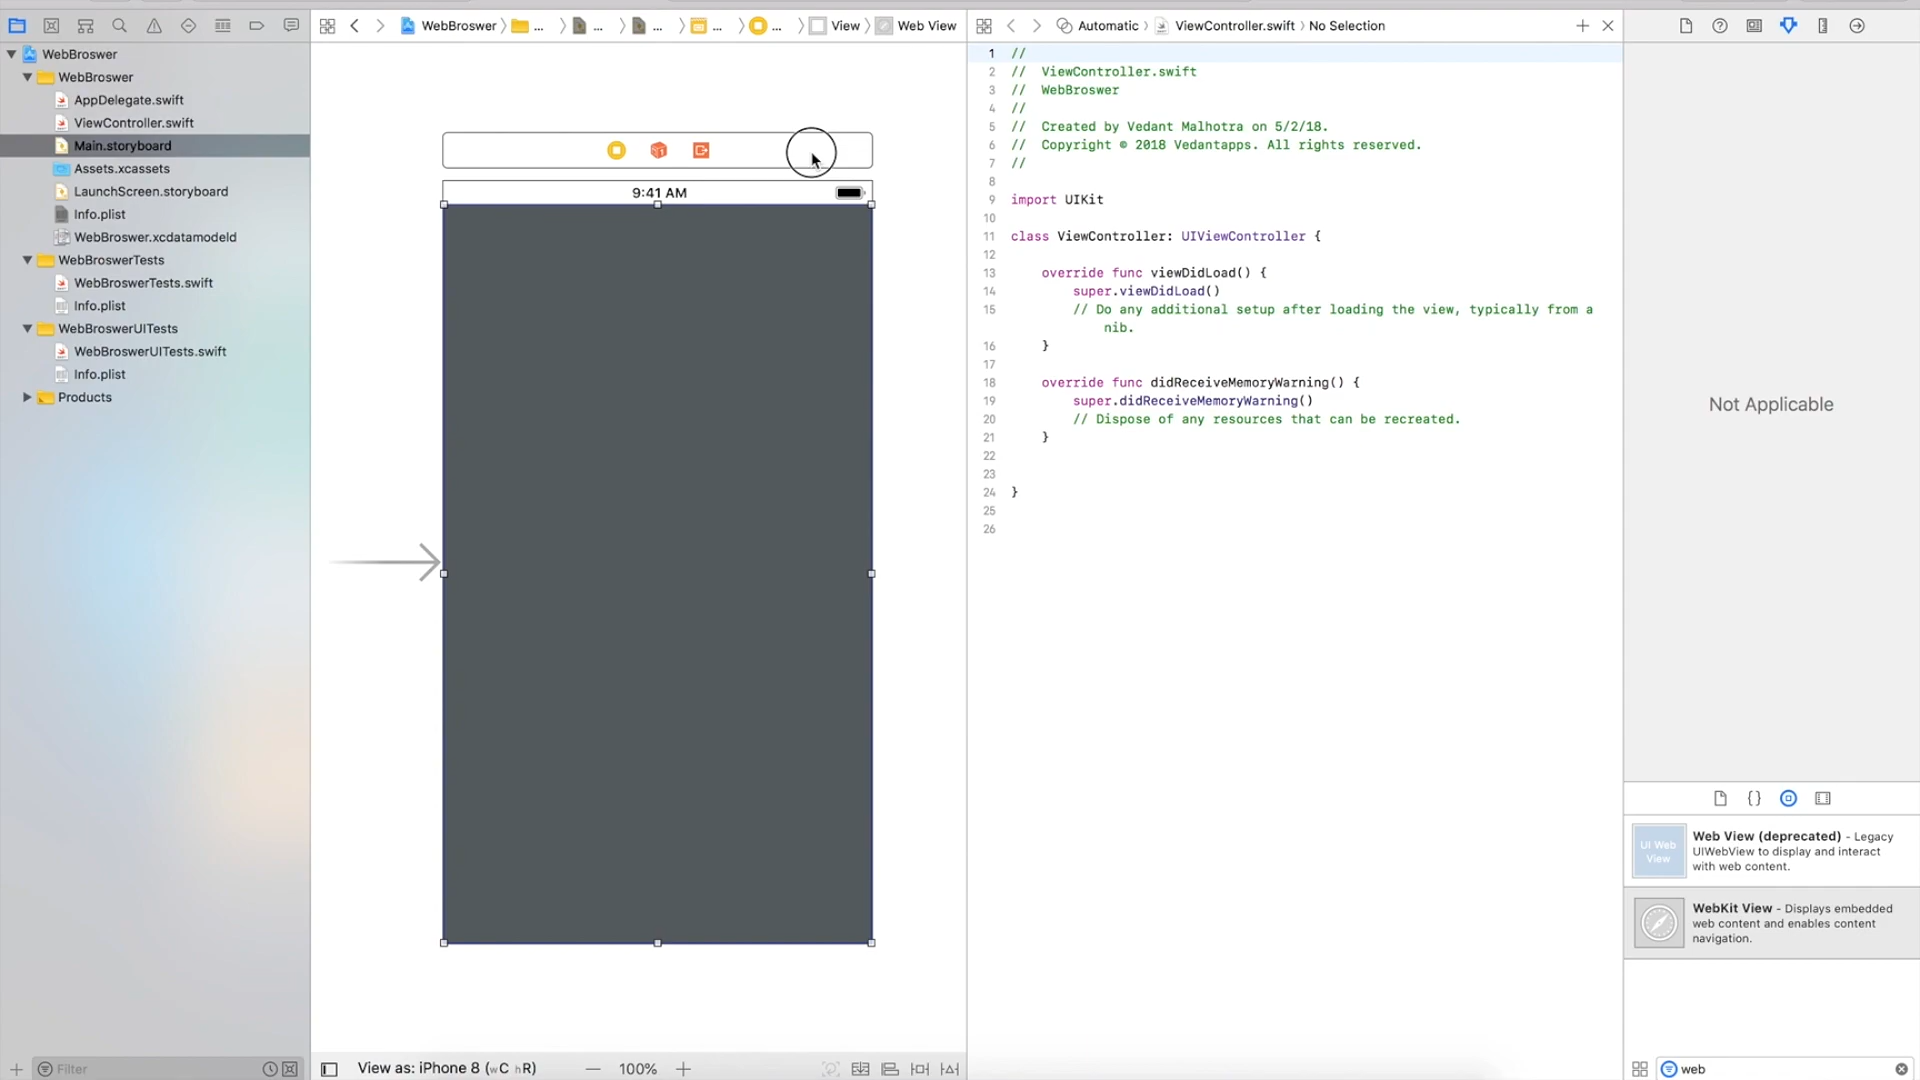 WebBroswer
... ... ... ... ... View Web View
Automatic ViewController.swift No Selection
WebBroswer
WebBroswer
AppDelegate.swift
ViewController.swift
Main.storyboard
Assets.xcassets
LaunchScreen.storyboard
Info.plist
WebBroswer.xcdatamodeld
WebBroswerTests
WebBroswerTests.swift
Info.plist
WebBroswerUITests
WebBroswerUITests.swift
Info.plist
Products
Filter
9:41 AM
View as: iPhone 8 (wC hR)
100%
1 //
2 // ViewController.swift
3 // WebBroswer
4 //
5 // Created by Vedant Malhotra on 5/2/18.
6 // Copyright © 2018 Vedantapps. All rights reserved.
7 //
8
9 import UIKit
10
11 class ViewController: UIViewController {
12
13 override func viewDidLoad() {
14 super.viewDidLoad()
15 // Do any additional setup after loading the view, typically from a
nib.
16 }
17
18 override func didReceiveMemoryWarning() {
19 super.didReceiveMemoryWarning()
20 // Dispose of any resources that can be recreated.
21 }
22
23
24 }
25
26
Not Applicable
UI Web
View
Web View (deprecated) - Legacy
UIWebView to display and interact
with web content.
WebKit View - Displays embedded
web content and enables content
navigation.
web